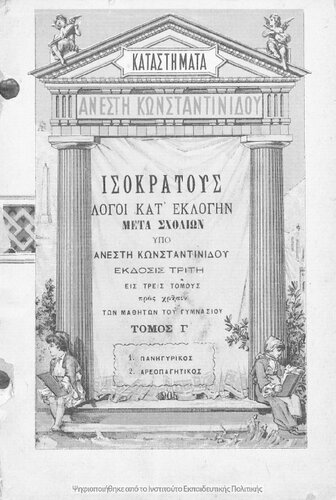 ΚΑΤΑΣΤΗΜΑΤΑ
ΑΝΕΣΤΗ ΚΩΝΣΤΑΝΤΙΝΙΔΟΥ
ΙΣΟΚΡΑΤΟΥΣ
ΛΟΓΟΙ ΚΑΤ' ΕΚΛΟΓΗΝ
ΜΕΤΑ ΣΧΟΛΙΩΝ
ΥΠΟ
ΑΝΕΣΤΗ ΚΩΝΣΤΑΝΤΙΝΙΔΟΥ
ΕΚΔΟΣΙΣ ΤΡΙΤΗ
ΕΙΣ ΤΡΕΙΣ ΤΟΜΟΥΣ
πρὸς χρῆσιν
ΤΩΝ ΜΑΘΗΤΩΝ ΤΟΥ ΓΥΜΝΑΣΙΟΥ
ΤΟΜΟΣ Γ'
1. ΠΑΝΗΓΥΡΙΚΟΣ
2. ΑΡΕΟΠΑΓΗΤΙΚΟΣ
Ψηφιοποιήθηκε από το Ινστιτούτο Εκπαιδευτικής Πολιτικής